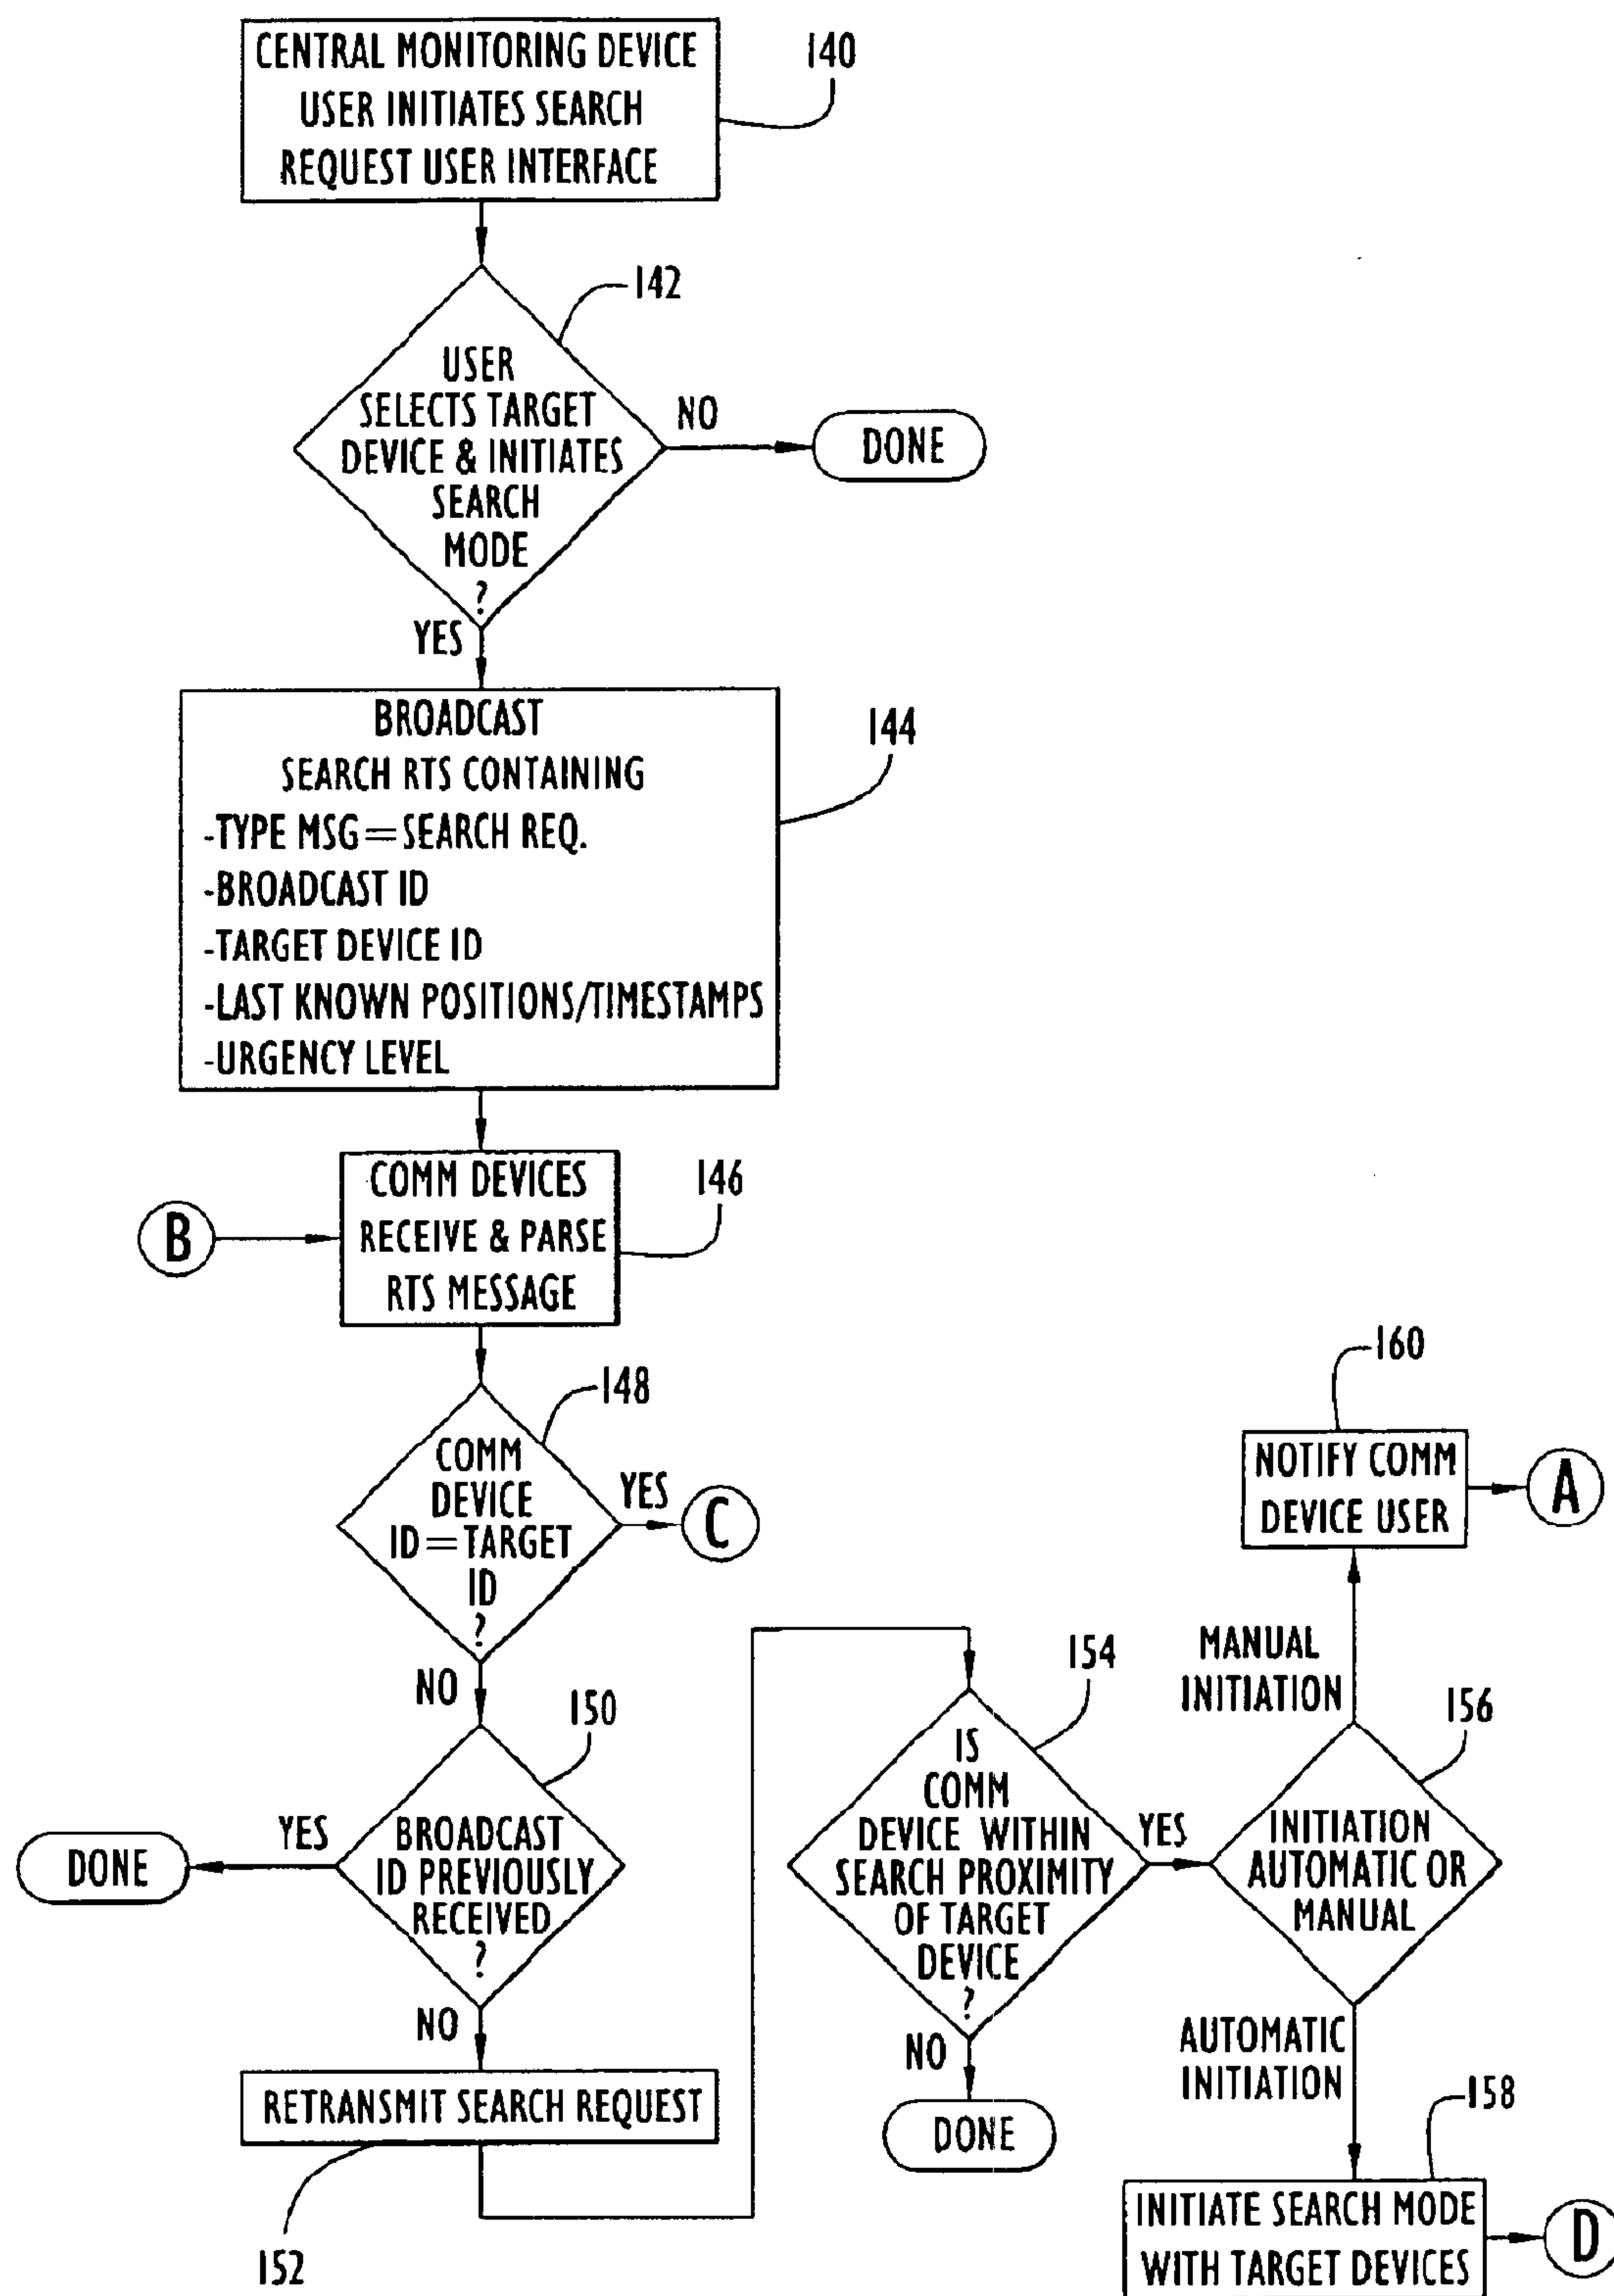 CENTRAL MONITORING DEVICE
USER INITIATES SEARCH
REQUEST USER INTERFACE
140
142
USER
SELECTS TARGET
DEVICE & INITIATES
SEARCH
MODE
?
NO
DONE
YES
BROADCAST
SEARCH RTS CONTAINING
-TYPE MSG=SEARCH REQ.
-BROADCAST ID
-TARGET DEVICE ID
-LAST KNOWN POSITIONS/TIMESTAMPS
-URGENCY LEVEL
144
B
COMM DEVICES
RECEIVE & PARSE
RTS MESSAGE
146
148
COMM
DEVICE
ID=TARGET
ID
?
YES
C
NO
150
BROADCAST
ID PREVIOUSLY
RECEIVED
?
YES
DONE
NO
RETRANSMIT SEARCH REQUEST
152
154
IS
COMM
DEVICE WITHIN
SEARCH PROXIMITY
OF TARGET
DEVICE
?
NO
DONE
YES
156
INITIATION
AUTOMATIC OR
MANUAL
MANUAL
INITIATION
160
NOTIFY COMM
DEVICE USER
A
AUTOMATIC
INITIATION
158
INITIATE SEARCH MODE
WITH TARGET DEVICES
D